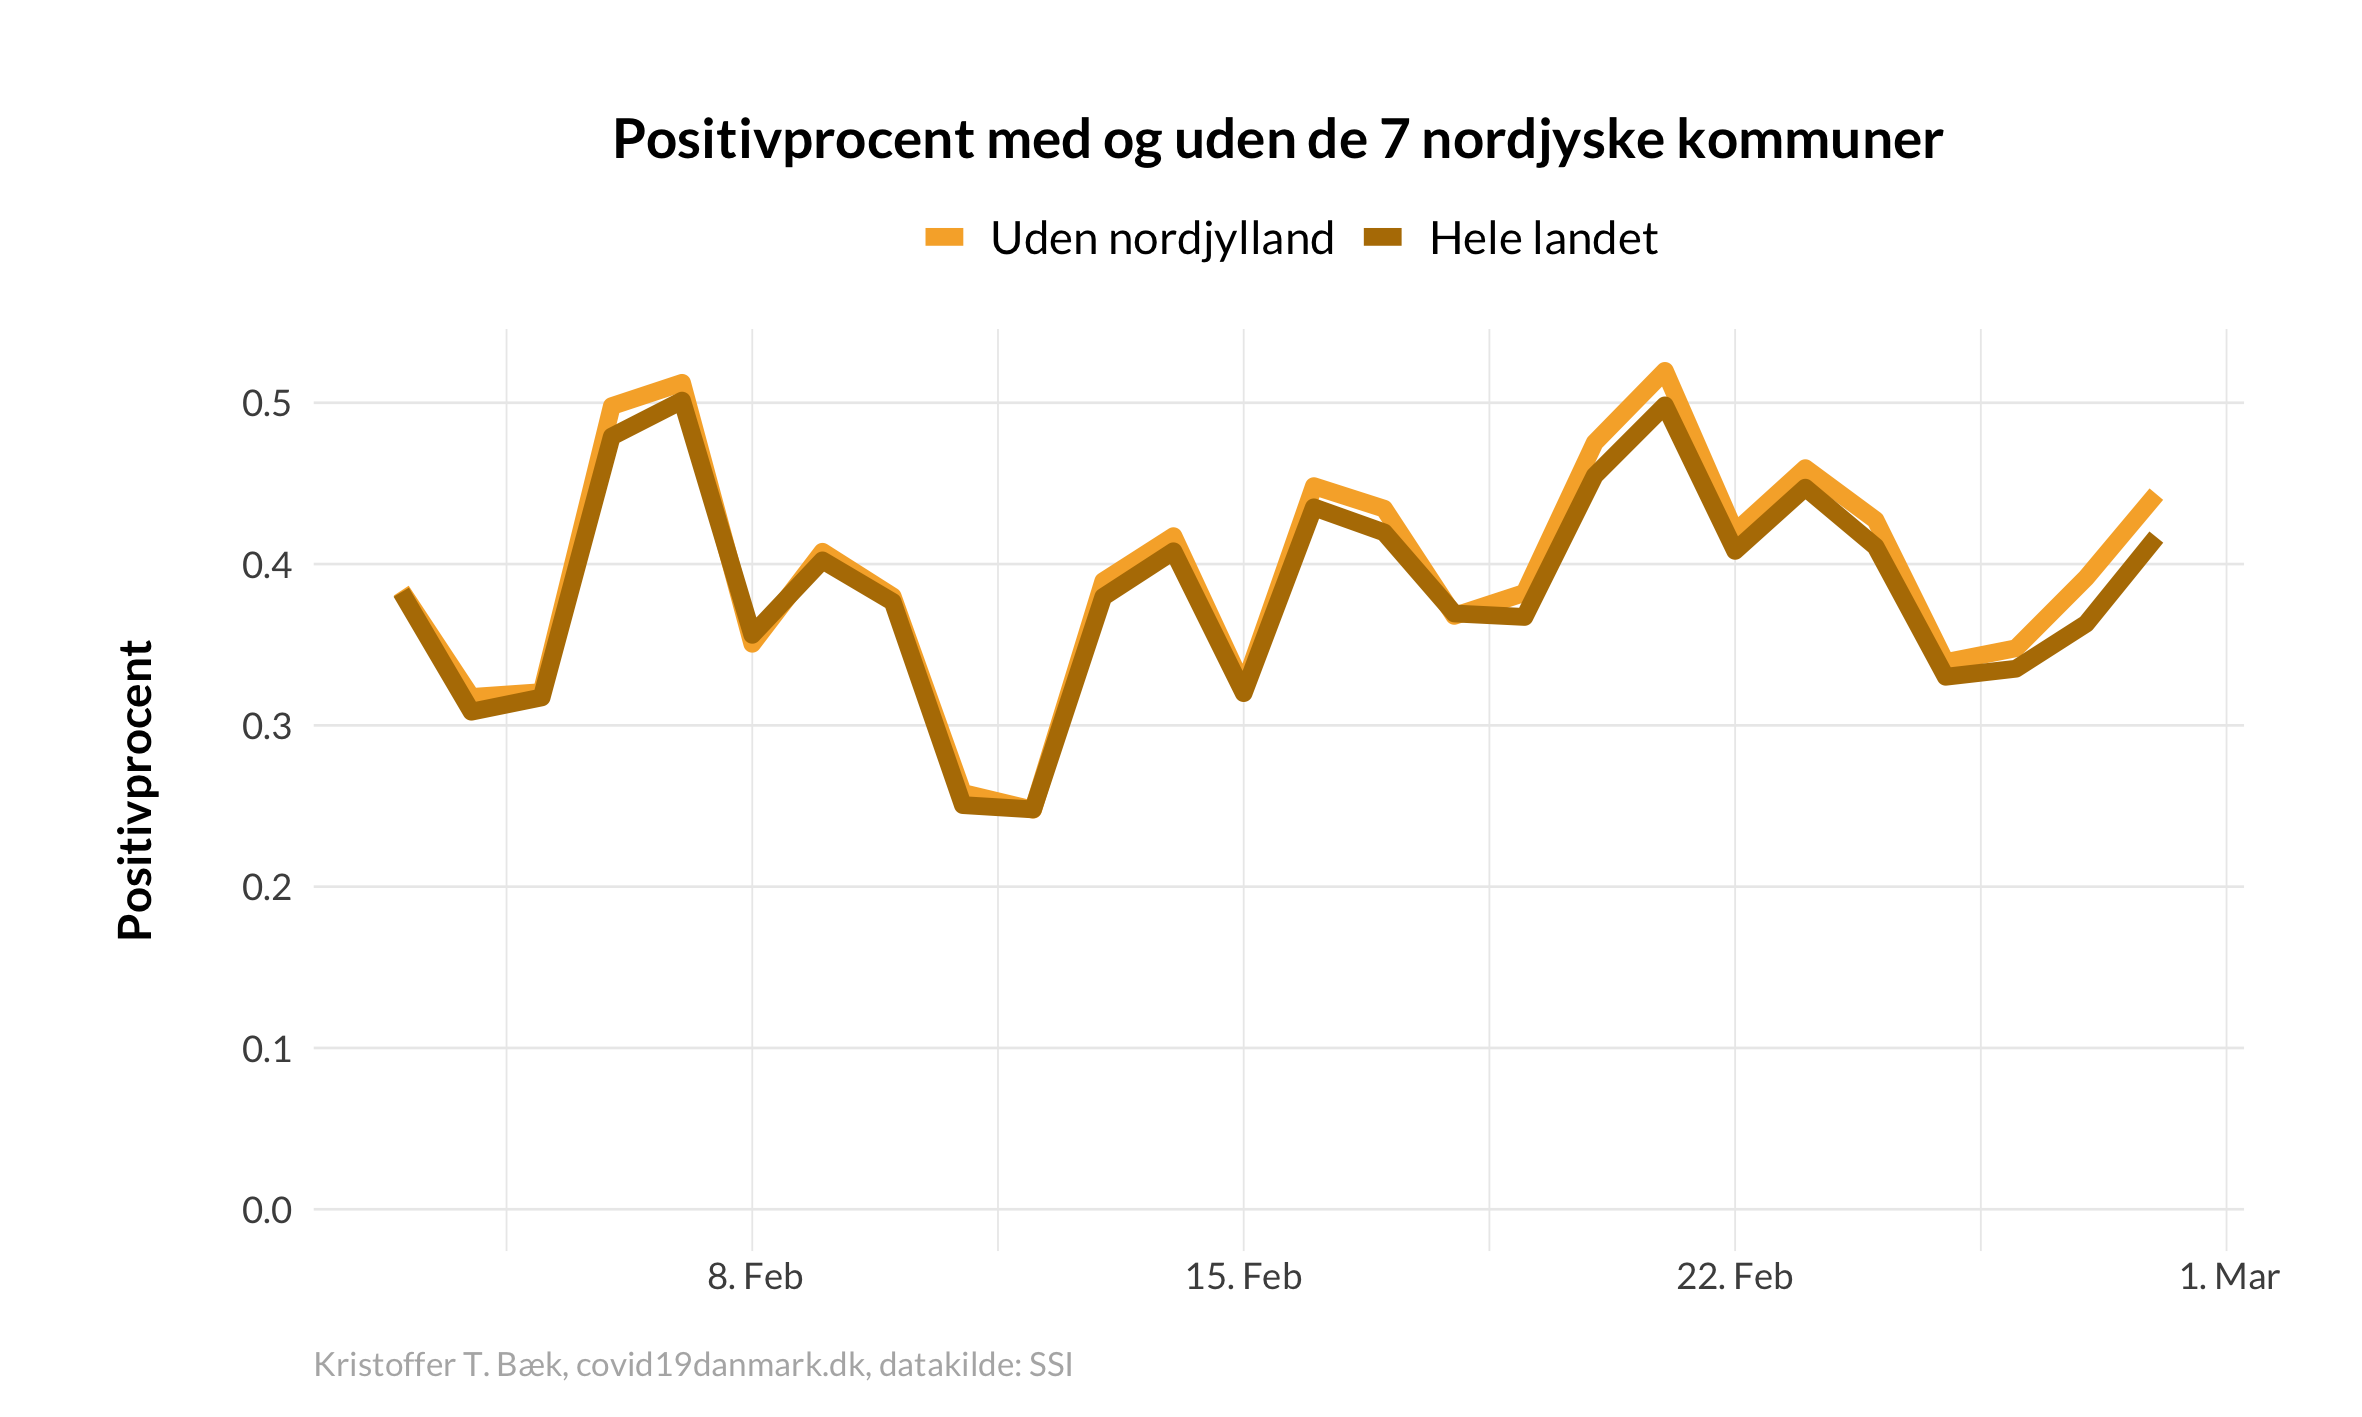 Positivprocent med og uden de 7 nordjyske kommuner
Uden nordjylland Hele landet
Positivprocent
0.5
0.4
0.3
0.2
0.1
0.0
8. Feb 15. Feb 22. Feb 1. Mar
Kristoffer T. Bæk, covid19danmark.dk, datakilde: SSI